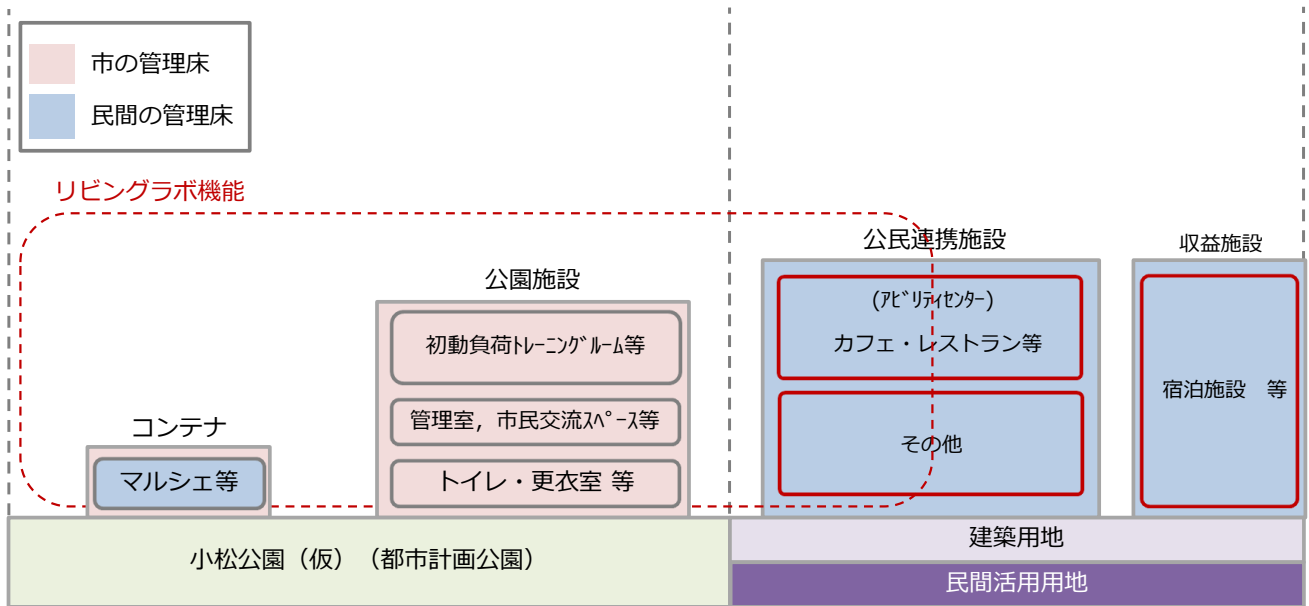 市の管理床
民間の管理床
リビングラボ機能
公民連携施設
収益施設
公園施設
(ｱﾋﾞﾘﾃｨｾﾝﾀｰ)
カフェ・レストラン等
初動負荷ﾄﾚｰﾆﾝｸﾞﾙｰﾑ等
宿泊施設　等
管理室，市民交流ｽﾍﾟｰｽ等
コンテナ
その他
マルシェ等
トイレ・更衣室 等
小松公園（仮）（都市計画公園）
建築用地
民間活用用地